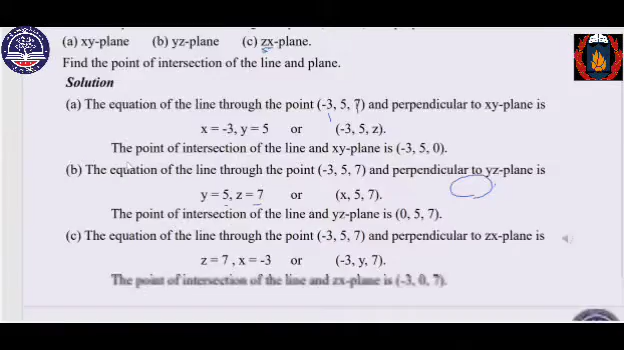 (a) xy-plane (b) yz-plane (c) zx-plane.
Find the point of intersection of the line and plane.
Solution
(a) The equation of the line through the point (-3, 5, 7) and perpendicular to xy-plane is
x = -3, y = 5 or (-3, 5, z).
The point of intersection of the line and xy-plane is (-3, 5, 0).
(b) The equation of the line through the point (-3, 5, 7) and perpendicular to yz-plane is
y = 5, z = 7 or (x, 5, 7).
The point of intersection of the line and yz-plane is (0, 5, 7).
(c) The equation of the line through the point (-3, 5, 7) and perpendicular to zx-plane is
z = 7 , x = -3 or (-3, y, 7).
The point of intersection of the line and zx-plane is (-3, 0, 7).